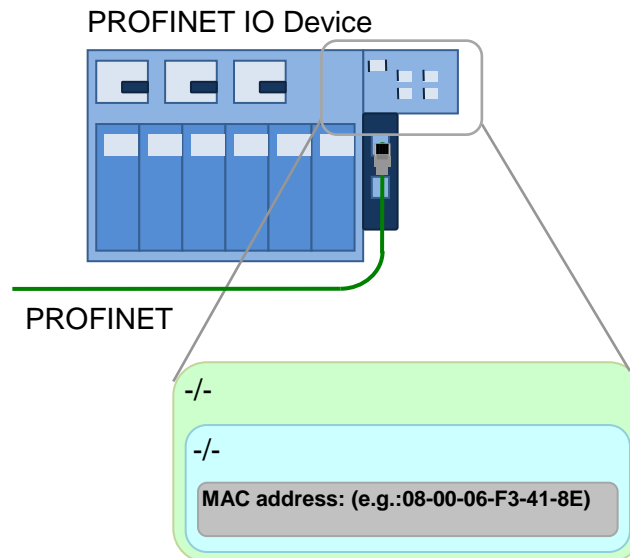 PROFINET IO Device
PROFINET
-/-
-/-
MAC address: (e.g.:08-00-06-F3-41-8E)